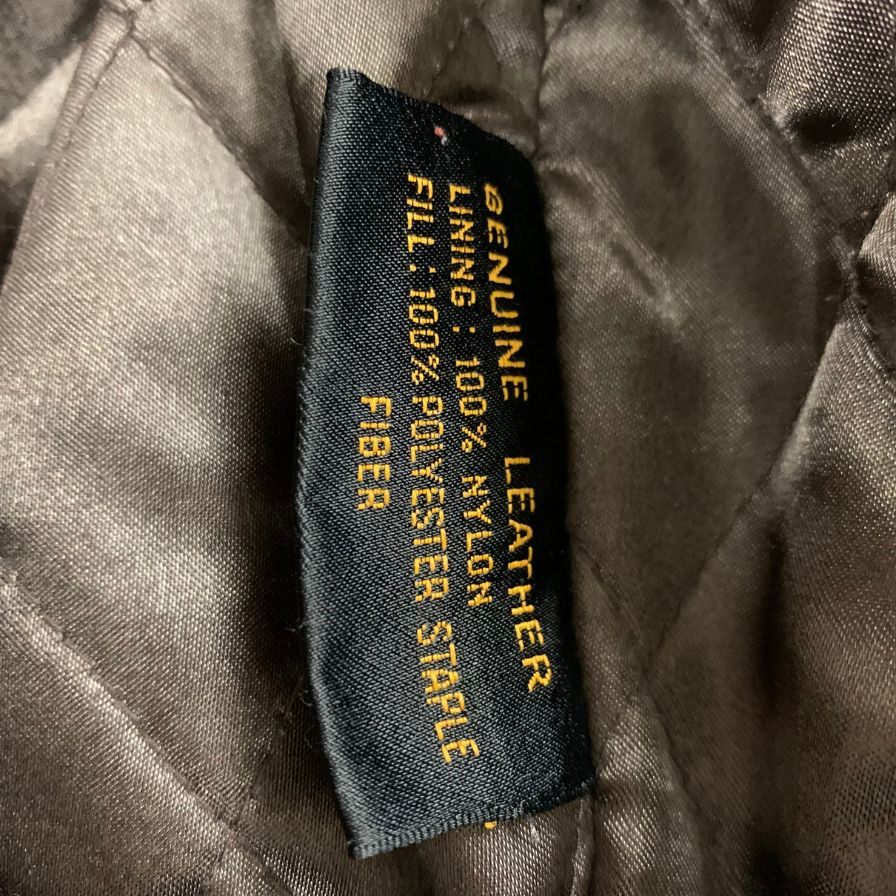 GENUINE LEATHER
LINING: 100% NYLON
FILL: 100% POLYESTER STAPLE
FIBER